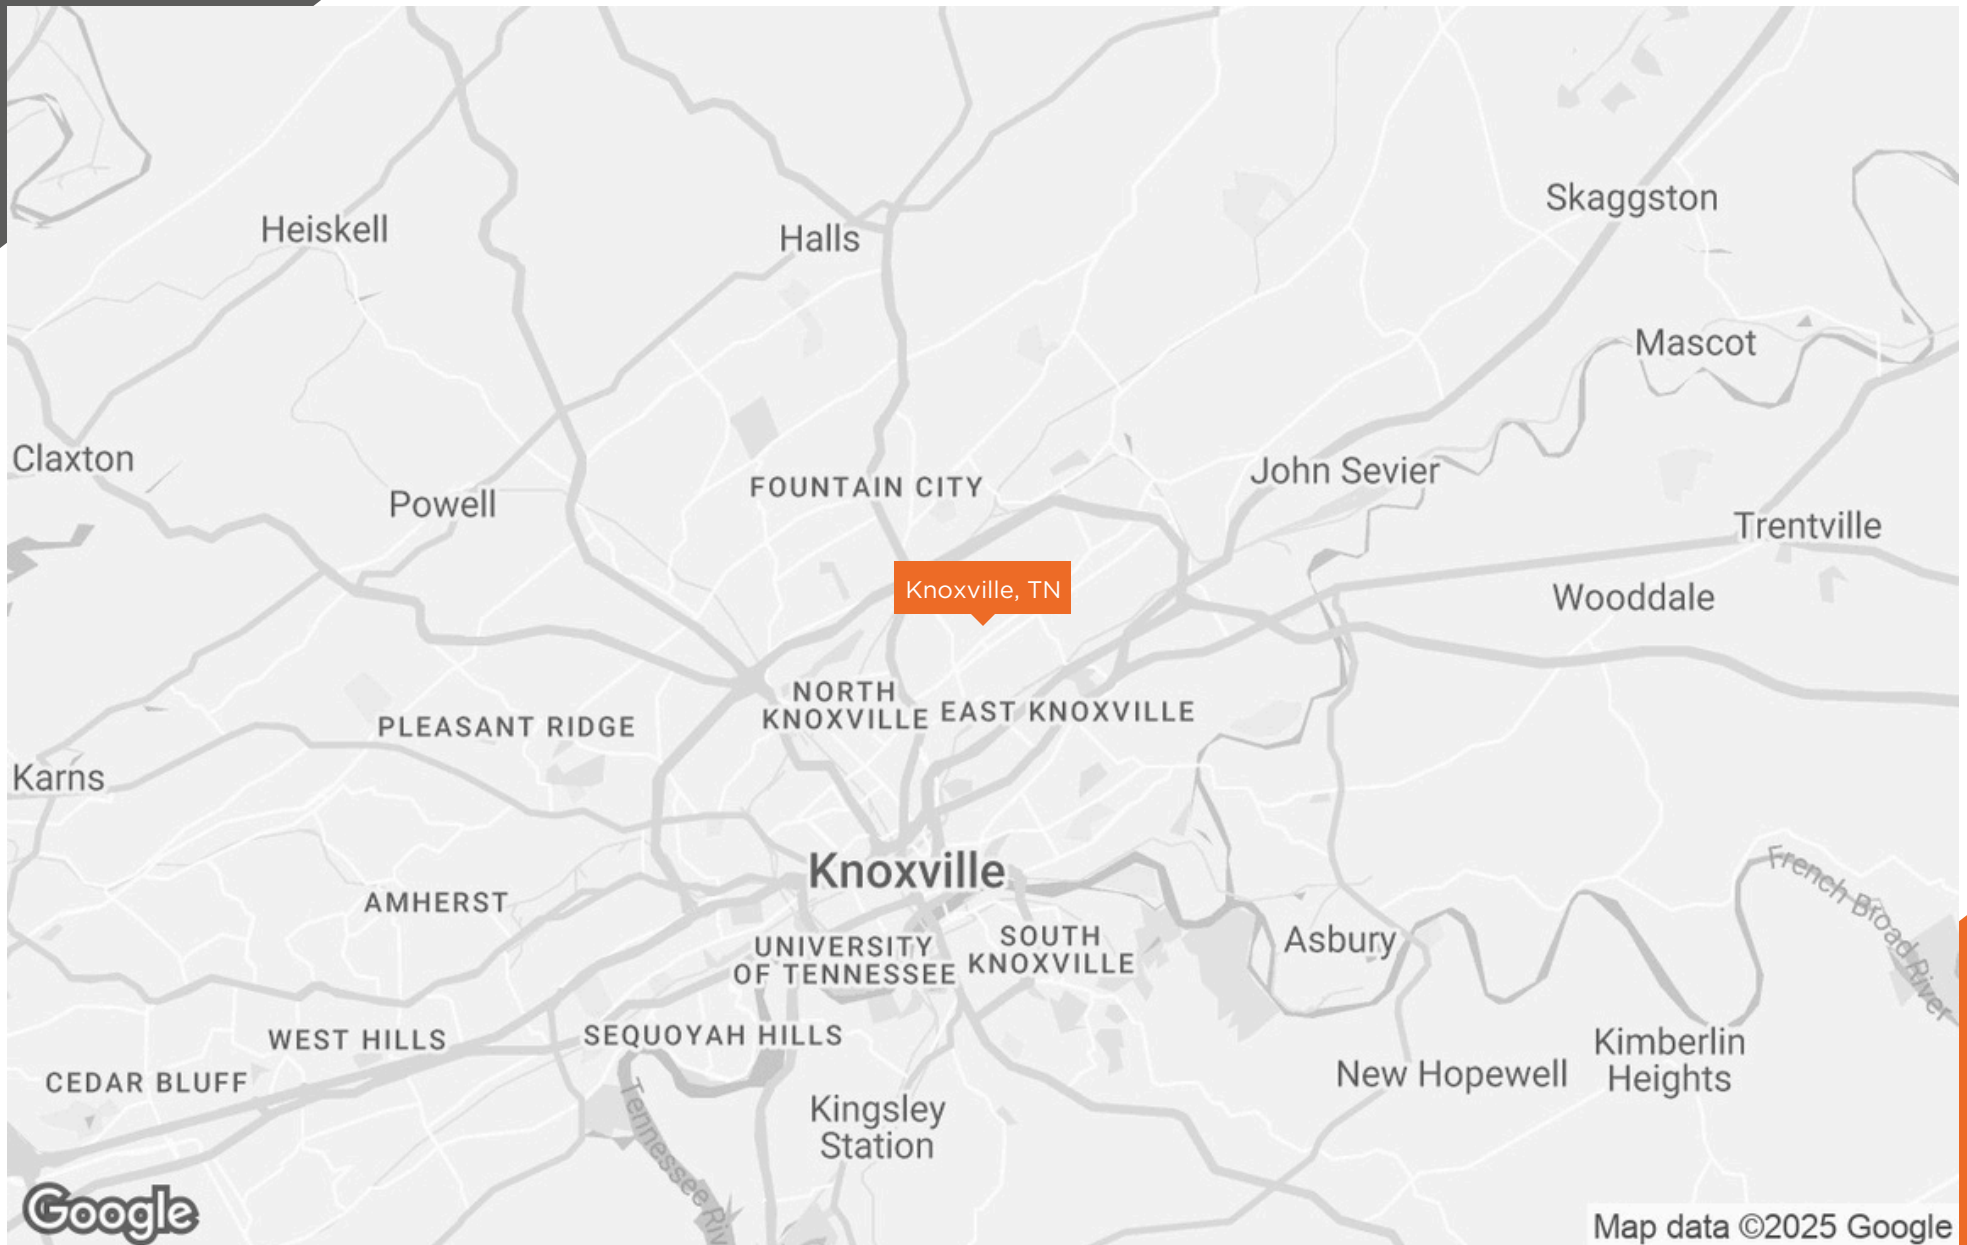 Skaggston
Heiskell
Halls
Mascot
Claxton
John Sevier
FOUNTAIN CITY
Powell
Trentville
Knoxville, TN
Wooddale
NORTH
KNOXVILLE
EAST KNOXVILLE
PLEASANT RIDGE
Karns
Knoxville
French Broad River
AMHERST
UNIVERSITY
OF TENNESSEE
SOUTH
KNOXVILLE
Asbury
WEST HILLS
SEQUOYAH HILLS
Kimberlin
Heights
CEDAR BLUFF
New Hopewell
Kingsley
Station
Tennessee Riv
Google
Map data ©2025 Google